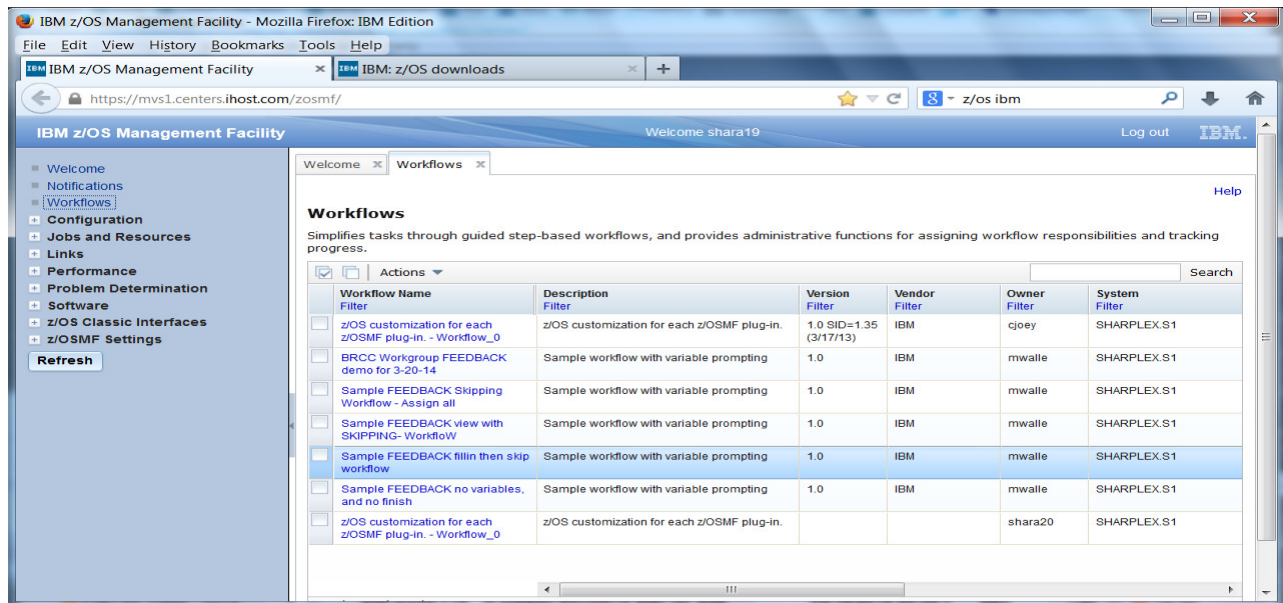 IBM z/OS Management Facility - Mozilla Firefox: IBM Edition
File Edit View History Bookmarks Tools Help
IBM IBM z/OS Management Facility × IBM IBM: z/OS downloads × +
https://mvs1.centers.ihost.com/zosmf/
8 z/os ibm
IBM z/OS Management Facility
Welcome shara19
Log out
IBM.
Welcome
Notifications
Workflows
Configuration
Jobs and Resources
Links
Performance
Problem Determination
Software
z/OS Classic Interfaces
z/OSMF Settings
Refresh
Welcome × Workflows ×
Help
Workflows
Simplifies tasks through guided step-based workflows, and provides administrative functions for assigning workflow responsibilities and tracking
progress.
Actions
Search
Workflow Name Description Version Vendor Owner System
Filter Filter Filter Filter Filter Filter
z/OS customization for each z/OS customization for each z/OSMF plug-in. 1.0 SID=1.35 IBM cjoey SHARPLEX.S1
z/OSMF plug-in. - Workflow_0 (3/17/13)
BRCC Workgroup FEEDBACK Sample workflow with variable prompting 1.0 IBM mwalle SHARPLEX.S1
demo for 3-20-14
Sample FEEDBACK Skipping Sample workflow with variable prompting 1.0 IBM mwalle SHARPLEX.S1
Workflow - Assign all
Sample FEEDBACK view with Sample workflow with variable prompting 1.0 IBM mwalle SHARPLEX.S1
SKIPPING- WorkfloW
Sample FEEDBACK fillin then skip Sample workflow with variable prompting 1.0 IBM mwalle SHARPLEX.S1
workflow
Sample FEEDBACK no variables, Sample workflow with variable prompting 1.0 IBM mwalle SHARPLEX.S1
and no finish
z/OS customization for each z/OS customization for each z/OSMF plug-in. shara20 SHARPLEX.S1
z/OSMF plug-in. - Workflow_0